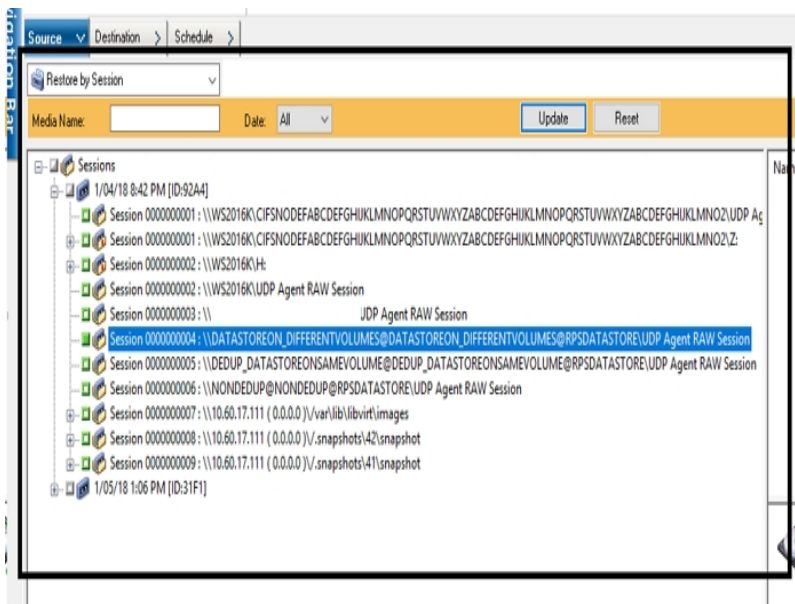 Navigation Bar
Source Destination Schedule
Restore by Session
Media Name: Date: All Update Reset
Sessions
1/04/18 8:42 PM [ID:92A4]
Session 0000000001 : \\WS2016K\CIFSNODEFABCDEFGHIJKLMNOPQRSTUVWXYZABCDEFGHIJKLMNOPQRSTUVWXYZABCDEFGHIJKLMNO2\UDP Ag
Session 0000000001 : \\WS2016K\CIFSNODEFABCDEFGHIJKLMNOPQRSTUVWXYZABCDEFGHIJKLMNOPQRSTUVWXYZABCDEFGHIJKLMNO2\Z:
Session 0000000002 : \\WS2016K\H:
Session 0000000002 : \\WS2016K\UDP Agent RAW Session
Session 0000000003 : \\ UDP Agent RAW Session
Session 0000000004 : \\DATASTOREON_DIFFERENTVOLUMES@DATASTOREON_DIFFERENTVOLUMES@RPSDATASTORE\UDP Agent RAW Session
Session 0000000005 : \\DEDUP_DATASTOREONSAMEVOLUME@DEDUP_DATASTOREONSAMEVOLUME@RPSDATASTORE\UDP Agent RAW Session
Session 0000000006 : \\NONDEDUP@NONDEDUP@RPSDATASTORE\UDP Agent RAW Session
Session 0000000007 : \\10.60.17.111 ( 0.0.0.0 )\/var\lib\libvirt\images
Session 0000000008 : \\10.60.17.111 ( 0.0.0.0 )\/.snapshots\42\snapshot
Session 0000000009 : \\10.60.17.111 ( 0.0.0.0 )\/.snapshots\41\snapshot
1/05/18 1:06 PM [ID:31F1]